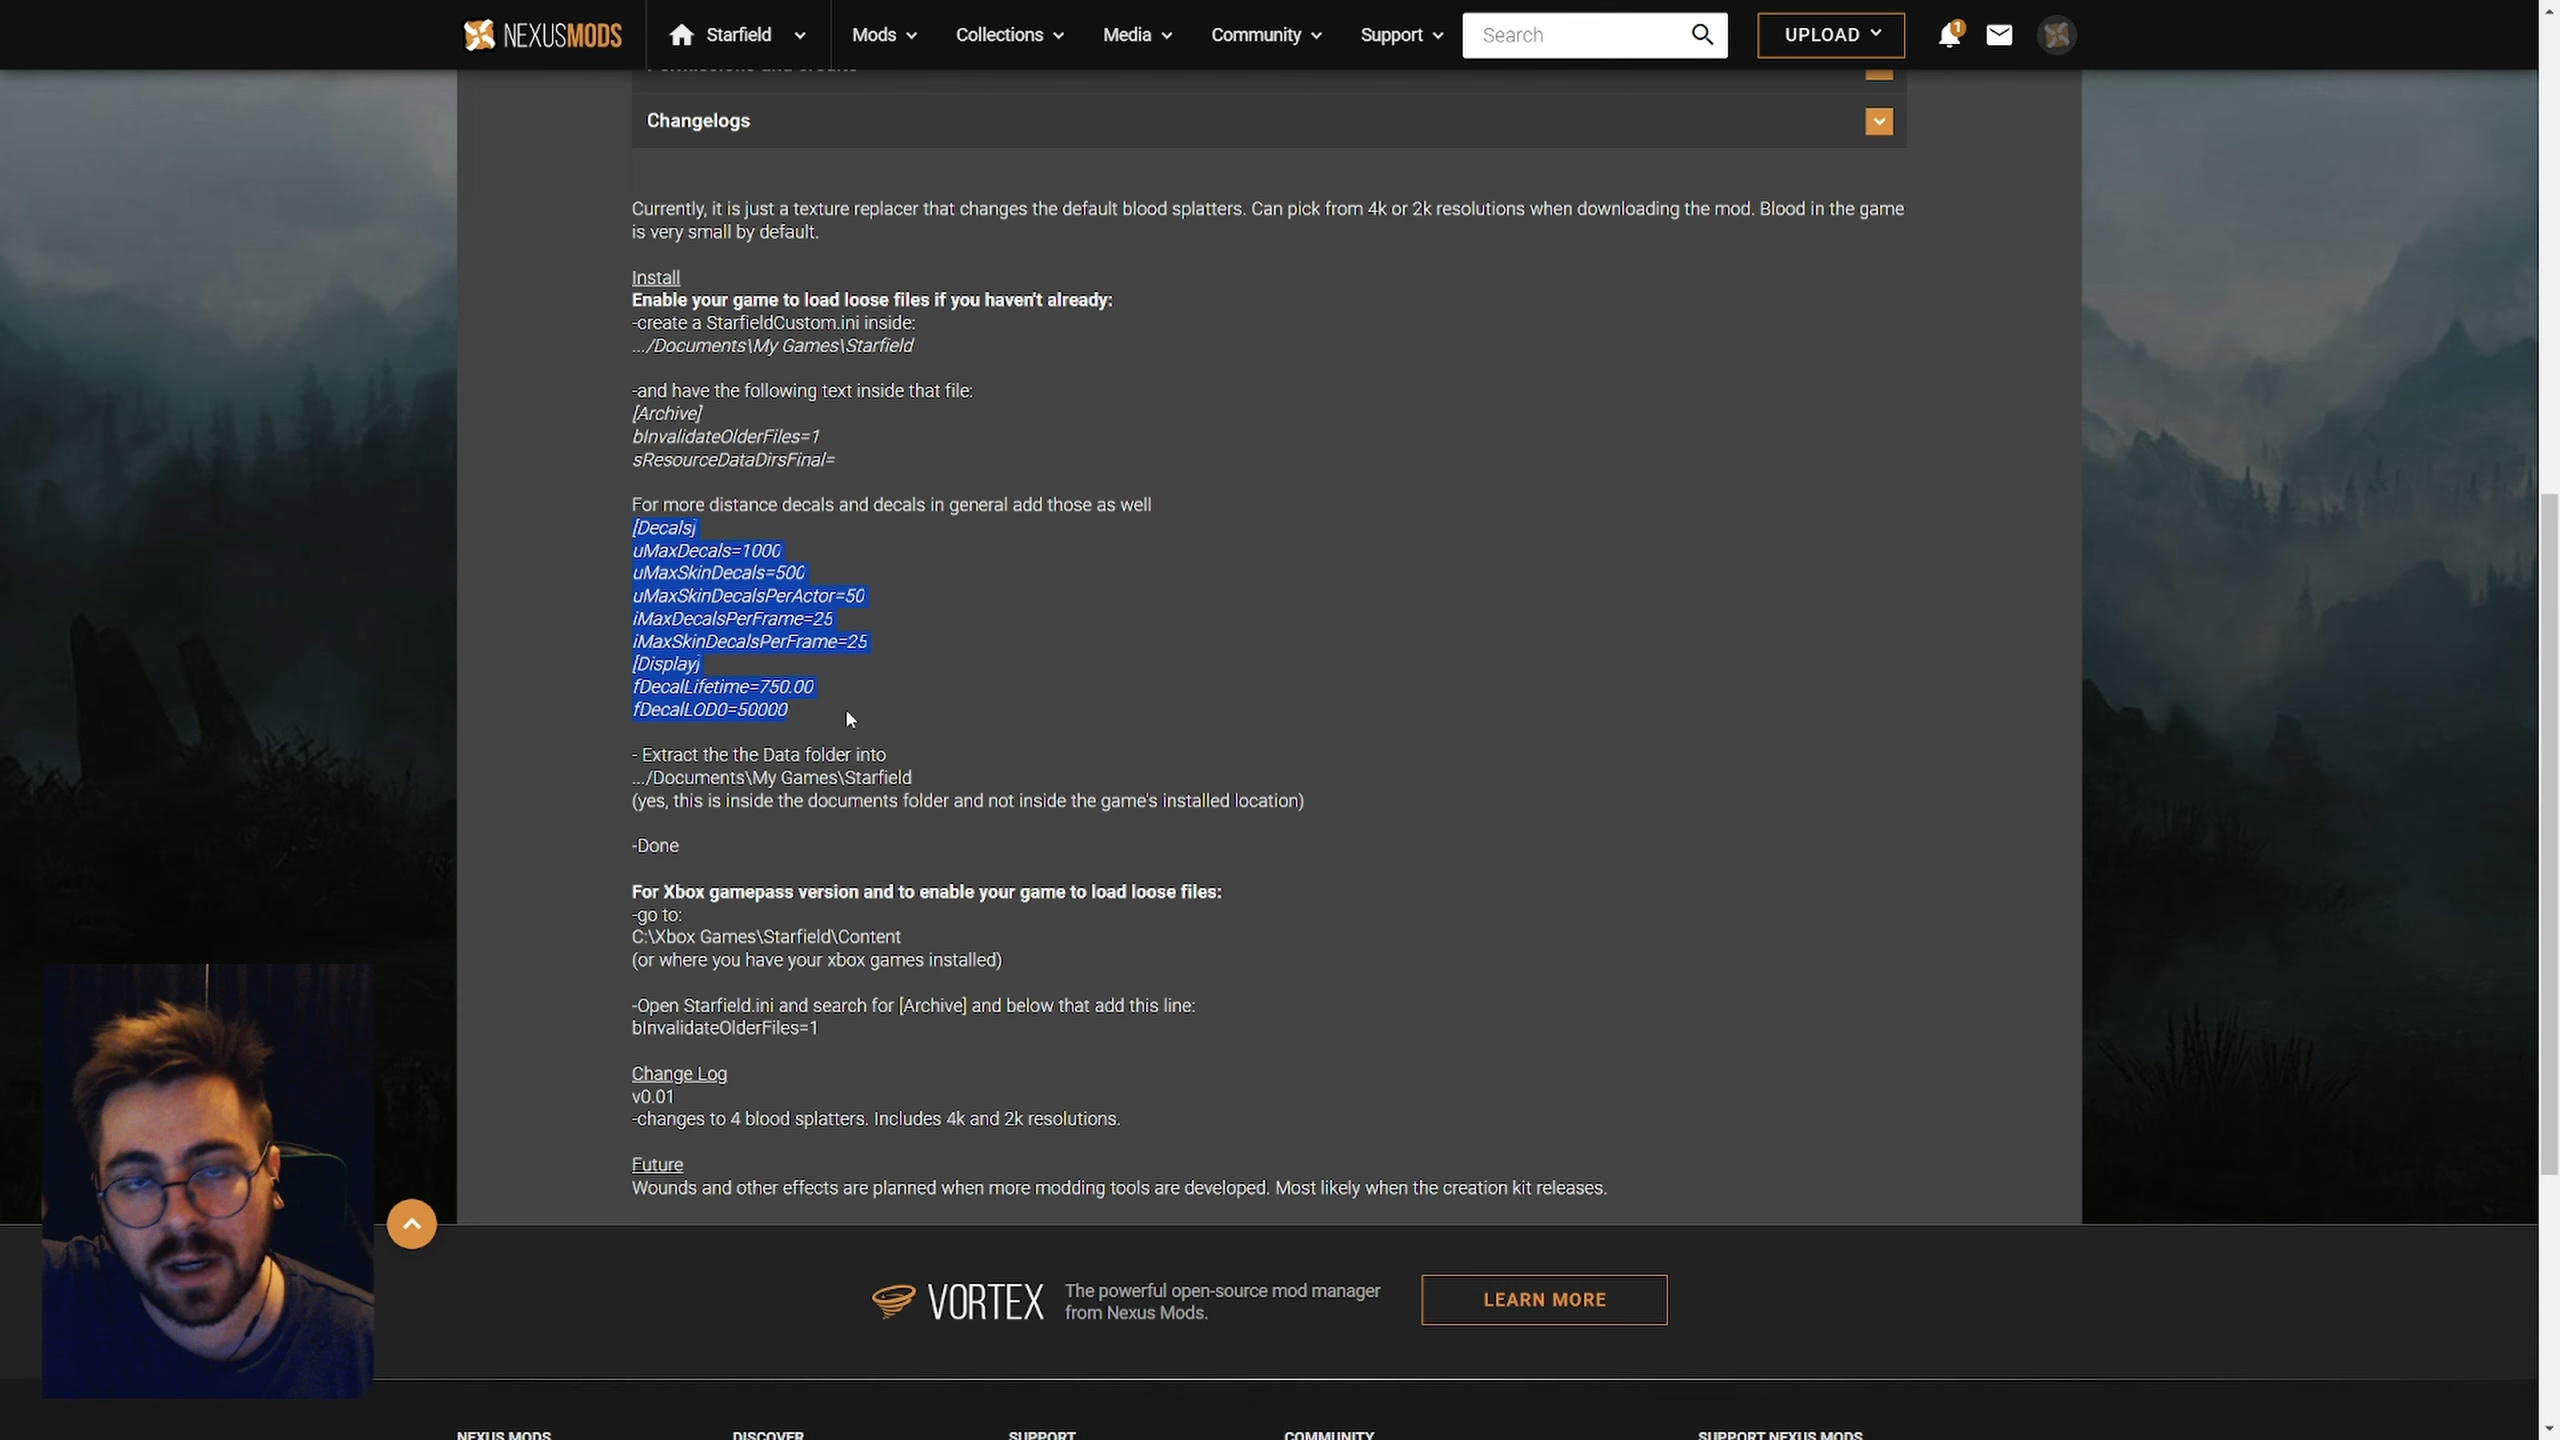 NEXUSMODS
Starfield
Mods
Collections
Media
Community
Support
Search
UPLOAD
1
Changelogs
Currently, it is just a texture replacer that changes the default blood splatters. Can pick from 4k or 2k resolutions when downloading the mod. Blood in the game
is very small by default.
Install
Enable your game to load loose files if you haven't already:
-create a StarfieldCustom.ini inside:
.../Documents\My Games\Starfield
-and have the following text inside that file:
[Archive]
bInvalidateOlderFiles=1
sResourceDataDirsFinal=
For more distance decals and decals in general add those as well
[Decals]
uMaxDecals=1000
uMaxSkinDecals=500
uMaxSkinDecalsPerActor=50
iMaxDecalsPerFrame=25
iMaxSkinDecalsPerFrame=25
[Display]
fDecalLifetime=750.00
fDecalLOD0=50000
- Extract the the Data folder into
.../Documents\My Games\Starfield
(yes, this is inside the documents folder and not inside the game's installed location)
-Done
For Xbox gamepass version and to enable your game to load loose files:
-go to:
C:\Xbox Games\Starfield\Content
(or where you have your xbox games installed)
-Open Starfield.ini and search for [Archive] and below that add this line:
bInvalidateOlderFiles=1
Change Log
v0.01
-changes to 4 blood splatters. Includes 4k and 2k resolutions.
Future
Wounds and other effects are planned when more modding tools are developed. Most likely when the creation kit releases.
VORTEX
The powerful open-source mod manager
from Nexus Mods.
LEARN MORE
NEXUS MODS
DISCOVER
SUPPORT
COMMUNITY
SUPPORT NEXUS MODS